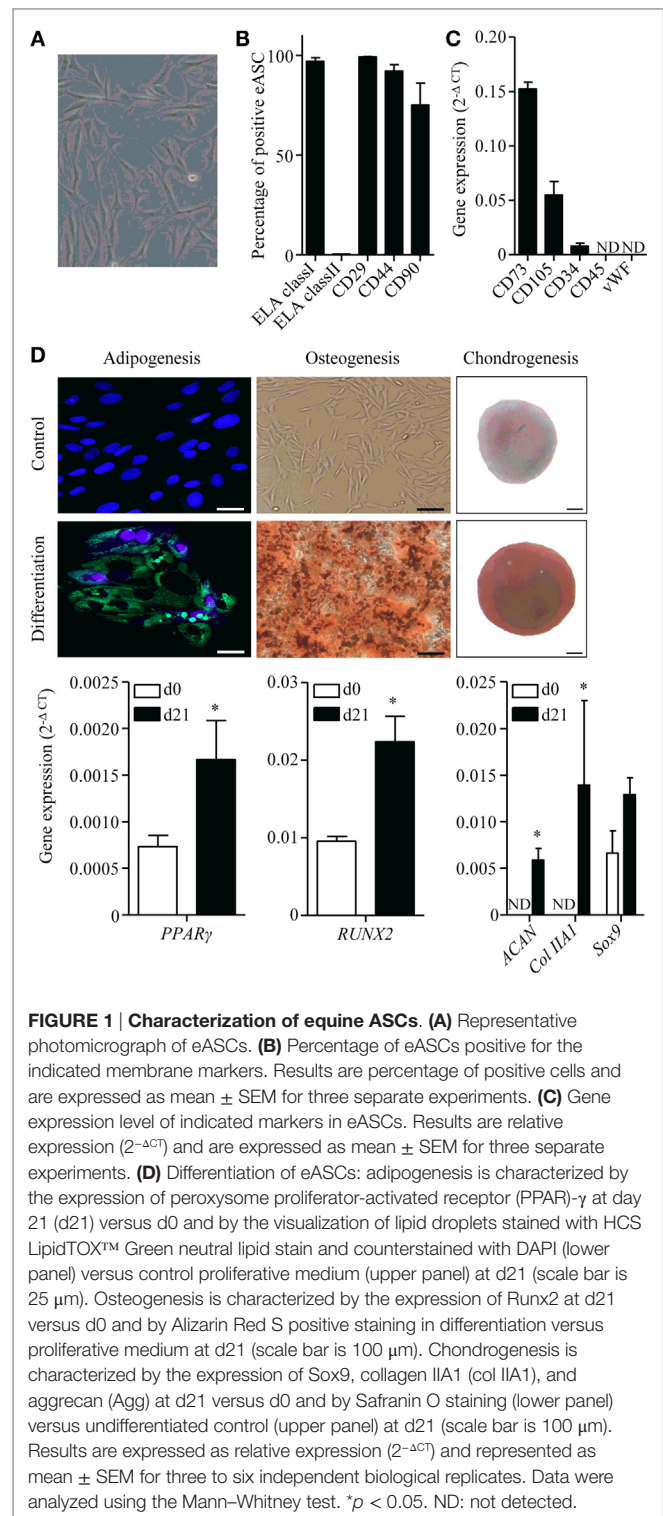 A
B
Percentage of positive eASC
100
50
0
ELA classI
ELA classII
CD29
CD44
CD90
C
Gene expression (2-Δ CT)
0.20
0.15
0.10
0.05
0.00
ND ND
CD73
CD105
CD34
CD45
vWF
D
Adipogenesis
Osteogenesis
Chondrogenesis
Control
Differentiation
Gene expression (2-Δ CT)
0.0025
0.0020
0.0015
0.0010
0.0005
0
d0
d21
*
PPARγ
0.03
0.02
0.01
0
d0
d21
*
RUNX2
0.025
0.020
0.015
0.010
0.005
0
d0
d21
*
*
ND
ND
ACAN
Col IIA1
Sox9
FIGURE 1 | Characterization of equine ASCs. (A) Representative
photomicrograph of eASCs. (B) Percentage of eASCs positive for the
indicated membrane markers. Results are percentage of positive cells and
are expressed as mean ± SEM for three separate experiments. (C) Gene
expression level of indicated markers in eASCs. Results are relative
expression (2−ΔCT) and are expressed as mean ± SEM for three separate
experiments. (D) Differentiation of eASCs: adipogenesis is characterized by
the expression of peroxysome proliferator-activated receptor (PPAR)-γ at day
21 (d21) versus d0 and by the visualization of lipid droplets stained with HCS
LipidTOX™ Green neutral lipid stain and counterstained with DAPI (lower
panel) versus control proliferative medium (upper panel) at d21 (scale bar is
25 μm). Osteogenesis is characterized by the expression of Runx2 at d21
versus d0 and by Alizarin Red S positive staining in differentiation versus
proliferative medium at d21 (scale bar is 100 μm). Chondrogenesis is
characterized by the expression of Sox9, collagen IIA1 (col IIA1), and
aggrecan (Agg) at d21 versus d0 and by Safranin O staining (lower panel)
versus undifferentiated control (upper panel) at d21 (scale bar is 100 μm).
Results are expressed as relative expression (2−ΔCT) and represented as
mean ± SEM for three to six independent biological replicates. Data were
analyzed using the Mann–Whitney test. *p < 0.05. ND: not detected.